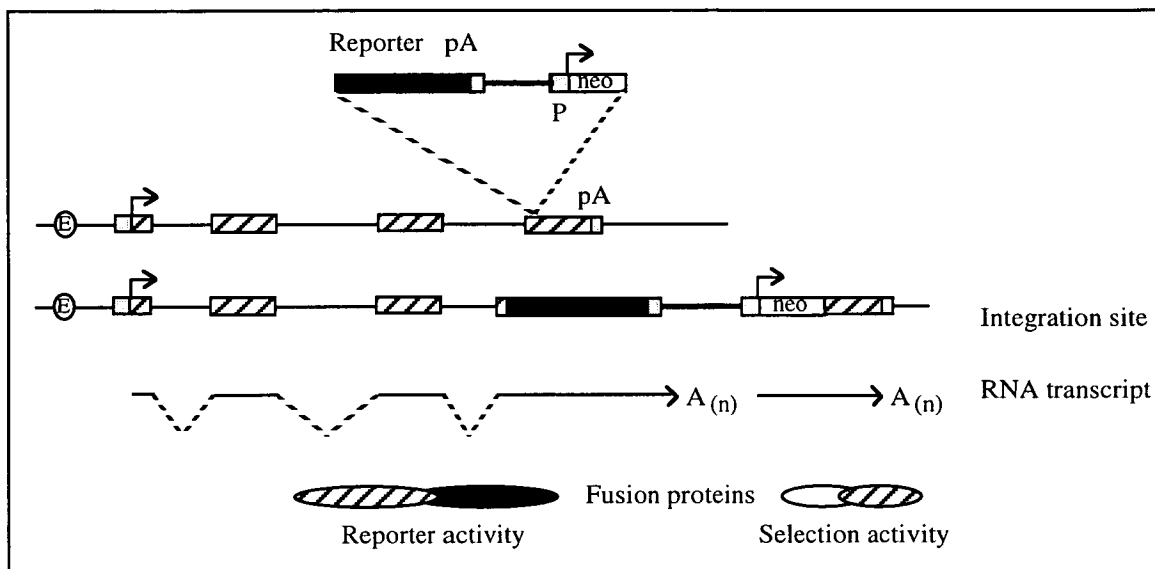 Reporter pA
neo
P
pA
E
E
neo
Integration site
A(n)
A(n)
RNA transcript
Fusion proteins
Reporter activity
Selection activity